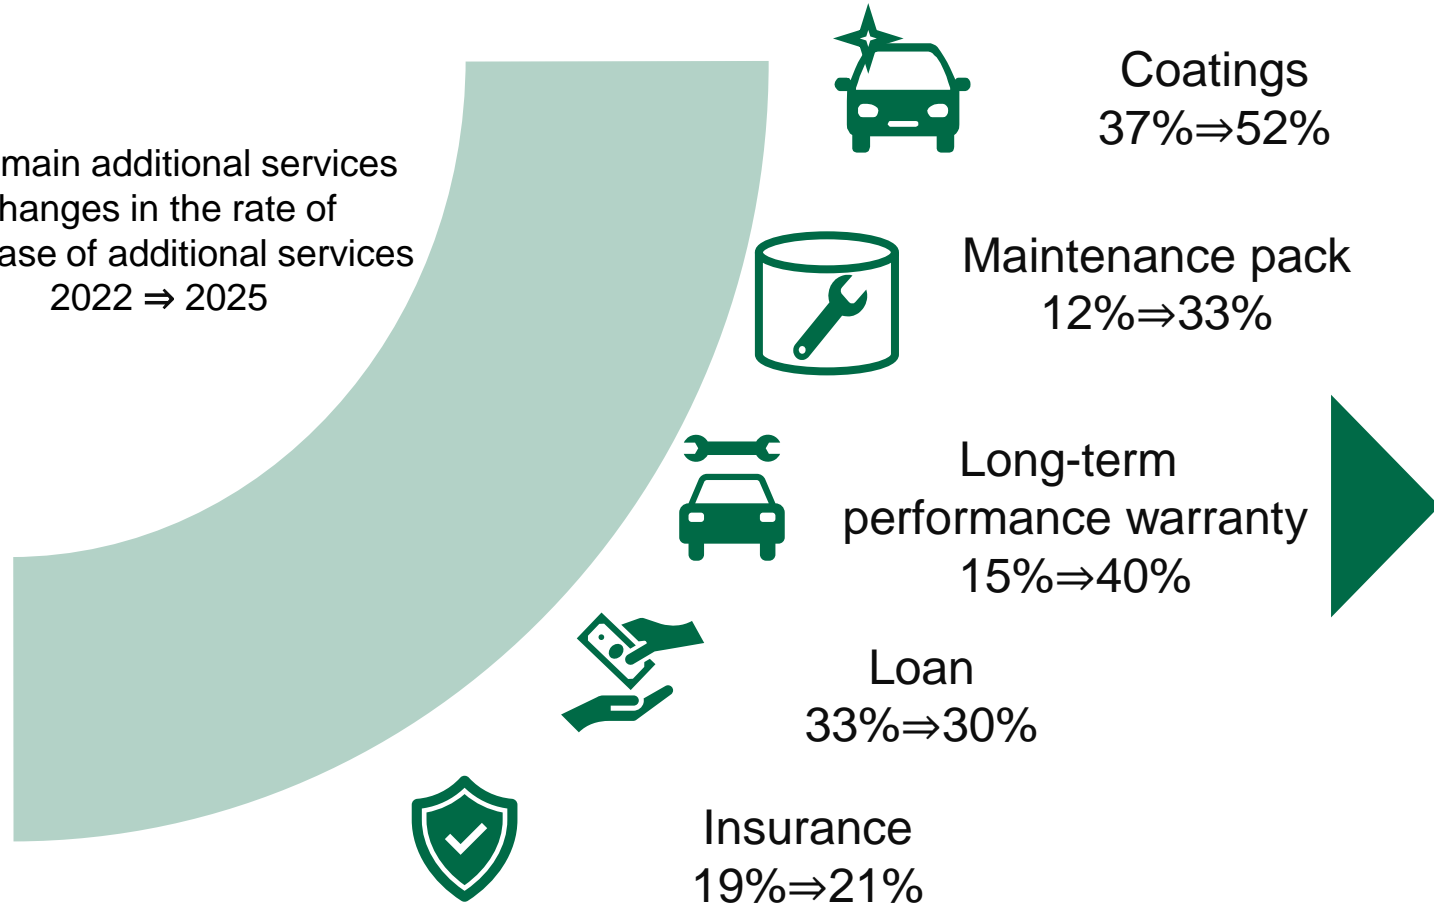 main additional services
hanges in the rate of
ase of additional services
2022 ⇒ 2025
Coatings
37%⇒52%
Maintenance pack
12%⇒33%
Long-term
performance warranty
15%⇒40%
Loan
33%⇒30%
Insurance
19%⇒21%